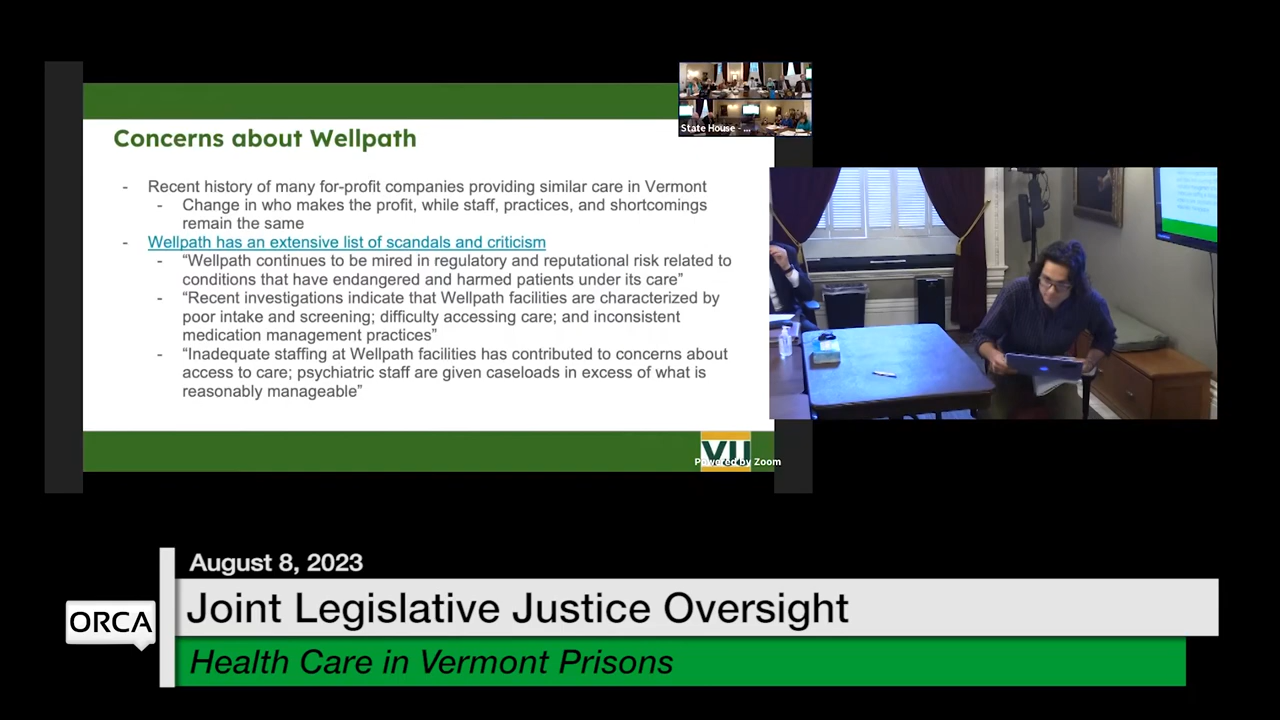 State House - ...
Concerns about Wellpath
- Recent history of many for-profit companies providing similar care in Vermont
- Change in who makes the profit, while staff, practices, and shortcomings
remain the same
- Wellpath has an extensive list of scandals and criticism
- “Wellpath continues to be mired in regulatory and reputational risk related to
conditions that have endangered and harmed patients under its care”
- “Recent investigations indicate that Wellpath facilities are characterized by
poor intake and screening; difficulty accessing care; and inconsistent
medication management practices”
- “Inadequate staffing at Wellpath facilities has contributed to concerns about
access to care; psychiatric staff are given caseloads in excess of what is
reasonably manageable”
Powered by Zoom
August 8, 2023
ORCA
Joint Legislative Justice Oversight
Health Care in Vermont Prisons